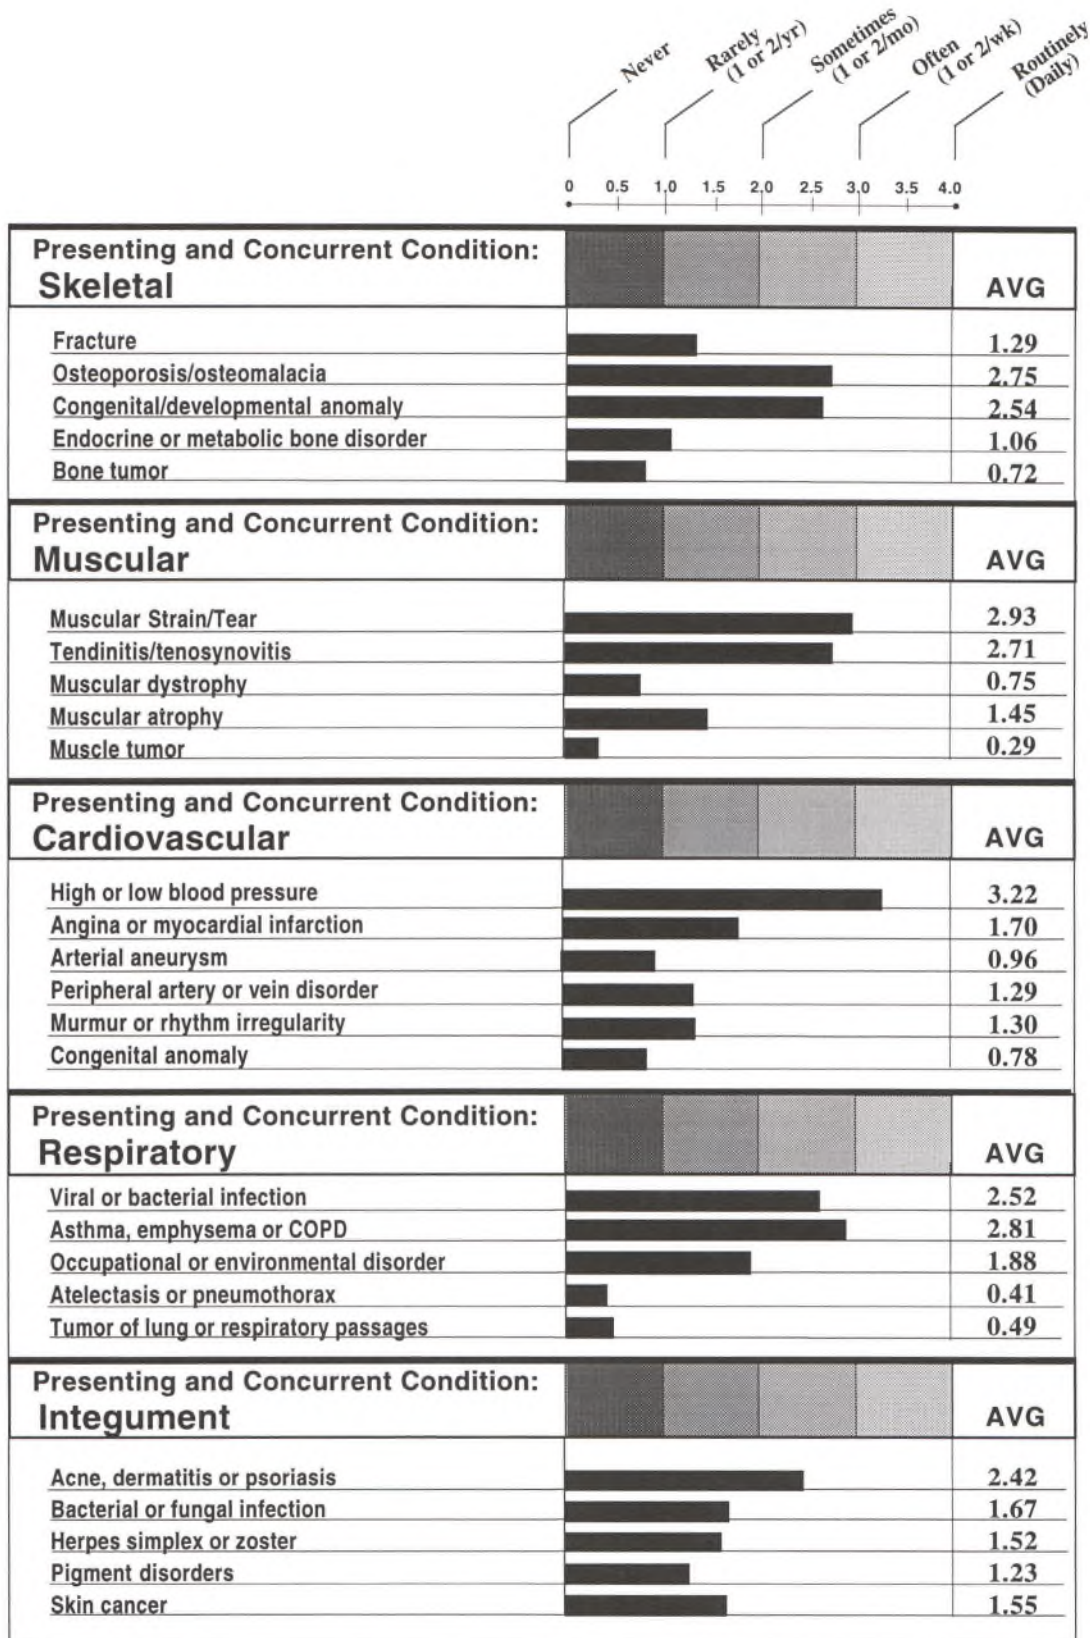 Never
Rarely
(1 or 2/yr)
Sometimes
(1 or 2/mo)
Often
(1 or 2/wk)
Routinely
(Daily)
0 0.5 1.0 1.5 2.0 2.5 3.0 3.5 4.0
Presenting and Concurrent Condition:
Skeletal AVG
Fracture 1.29
Osteoporosis/osteomalacia 2.75
Congenital/developmental anomaly 2.54
Endocrine or metabolic bone disorder 1.06
Bone tumor 0.72
Presenting and Concurrent Condition:
Muscular AVG
Muscular Strain/Tear 2.93
Tendinitis/tenosynovitis 2.71
Muscular dystrophy 0.75
Muscular atrophy 1.45
Muscle tumor 0.29
Presenting and Concurrent Condition:
Cardiovascular AVG
High or low blood pressure 3.22
Angina or myocardial infarction 1.70
Arterial aneurysm 0.96
Peripheral artery or vein disorder 1.29
Murmur or rhythm irregularity 1.30
Congenital anomaly 0.78
Presenting and Concurrent Condition:
Respiratory AVG
Viral or bacterial infection 2.52
Asthma, emphysema or COPD 2.81
Occupational or environmental disorder 1.88
Atelectasis or pneumothorax 0.41
Tumor of lung or respiratory passages 0.49
Presenting and Concurrent Condition:
Integument AVG
Acne, dermatitis or psoriasis 2.42
Bacterial or fungal infection 1.67
Herpes simplex or zoster 1.52
Pigment disorders 1.23
Skin cancer 1.55